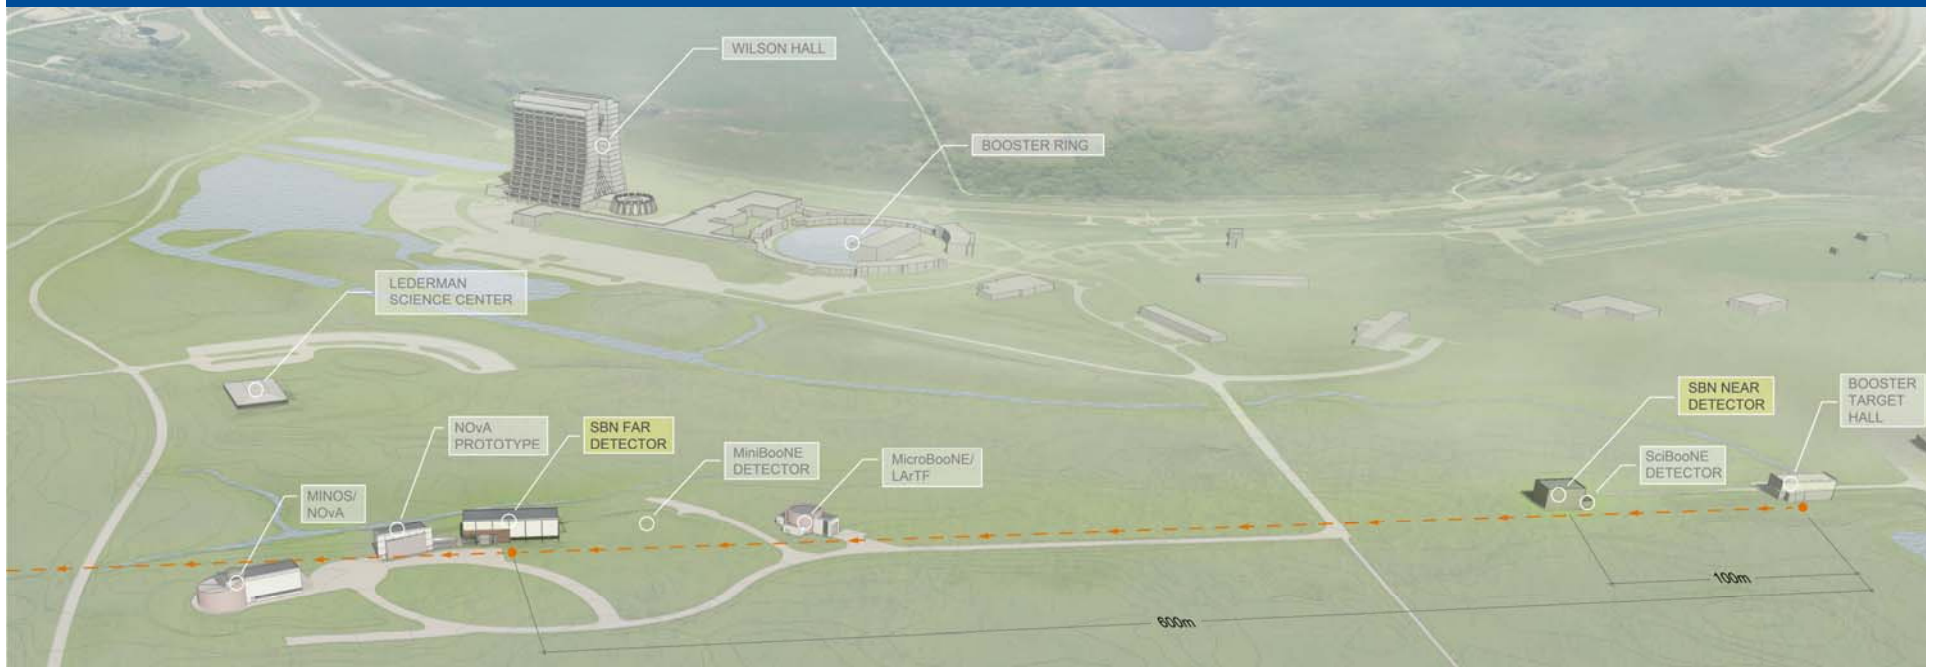 WILSON HALL
BOOSTER RING
LEDERMAN
SCIENCE CENTER
SBN NEAR
DETECTOR
BOOSTER
TARGET
HALL
NOvA
PROTOTYPE
SBN FAR
DETECTOR
MiniBooNE
DETECTOR
MicroBooNE/
LArTF
SciBooNE
DETECTOR
MINOS/
NOvA
100m
600m